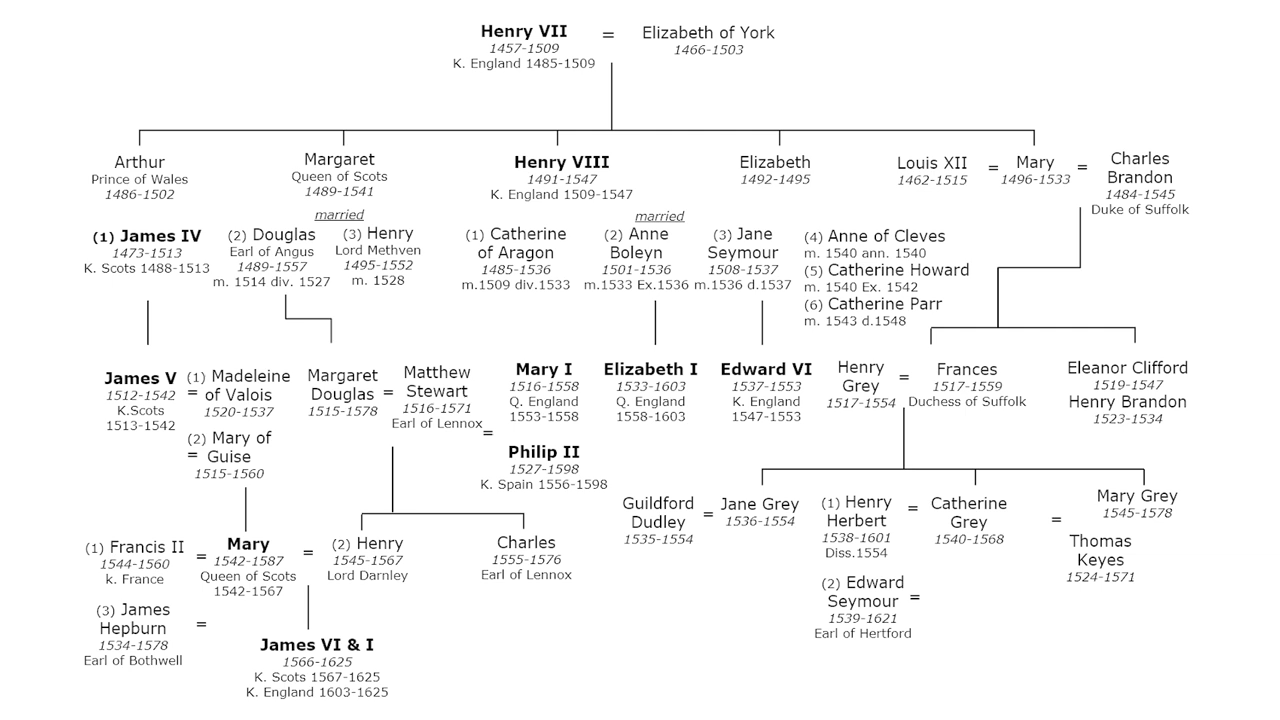 Henry VII = Elizabeth of York
1457-1509 1466-1503
K. England 1485-1509
Arthur
Prince of Wales
1486-1502
Margaret
Queen of Scots
1489-1541
Henry VIII
1491-1547
K. England 1509-1547
Elizabeth
1492-1495
Louis XII
1462-1515
=
Mary
1496-1533
=
Charles
Brandon
1484-1545
Duke of Suffolk
married
(1) James IV
1473-1513
K. Scots 1488-1513
(2) Douglas
Earl of Angus
1489-1557
m. 1514 div. 1527
(3) Henry
Lord Methven
1495-1552
m. 1528
married
(1) Catherine
of Aragon
1485-1536
m.1509 div.1533
(2) Anne
Boleyn
1501-1536
m.1533 Ex.1536
(3) Jane
Seymour
1508-1537
m.1536 d.1537
(4) Anne of Cleves
m. 1540 ann. 1540
(5) Catherine Howard
m. 1540 Ex. 1542
(6) Catherine Parr
m. 1543 d.1548
James V
1512-1542
K.Scots
1513-1542
(1) Madeleine
= of Valois
1520-1537
(2) Mary of
= Guise
1515-1560
Margaret
Douglas
1515-1578
=
Matthew
Stewart
1516-1571
Earl of Lennox
Mary I
1516-1558
Q. England
1553-1558
=
Philip II
1527-1598
K. Spain 1556-1598
Elizabeth I
1533-1603
Q. England
1558-1603
Edward VI
1537-1553
K. England
1547-1553
Henry
Grey
1517-1554
=
Frances
1517-1559
Duchess of Suffolk
Eleanor Clifford
1519-1547
Henry Brandon
1523-1534
Guildford
Dudley
1535-1554
=
Jane Grey
1536-1554
(1) Henry
Herbert
1538-1601
Diss.1554
=
Catherine
Grey
1540-1568
(2) Edward
Seymour =
1539-1621
Earl of Hertford
Mary Grey
1545-1578
=
Thomas
Keyes
1524-1571
(1) Francis II
1544-1560
k. France
=
Mary
1542-1587
Queen of Scots
1542-1567
=
(2) Henry
1545-1567
Lord Darnley
Charles
1555-1576
Earl of Lennox
(3) James
Hepburn
1534-1578
Earl of Bothwell
=
James VI & I
1566-1625
K. Scots 1567-1625
K. England 1603-1625